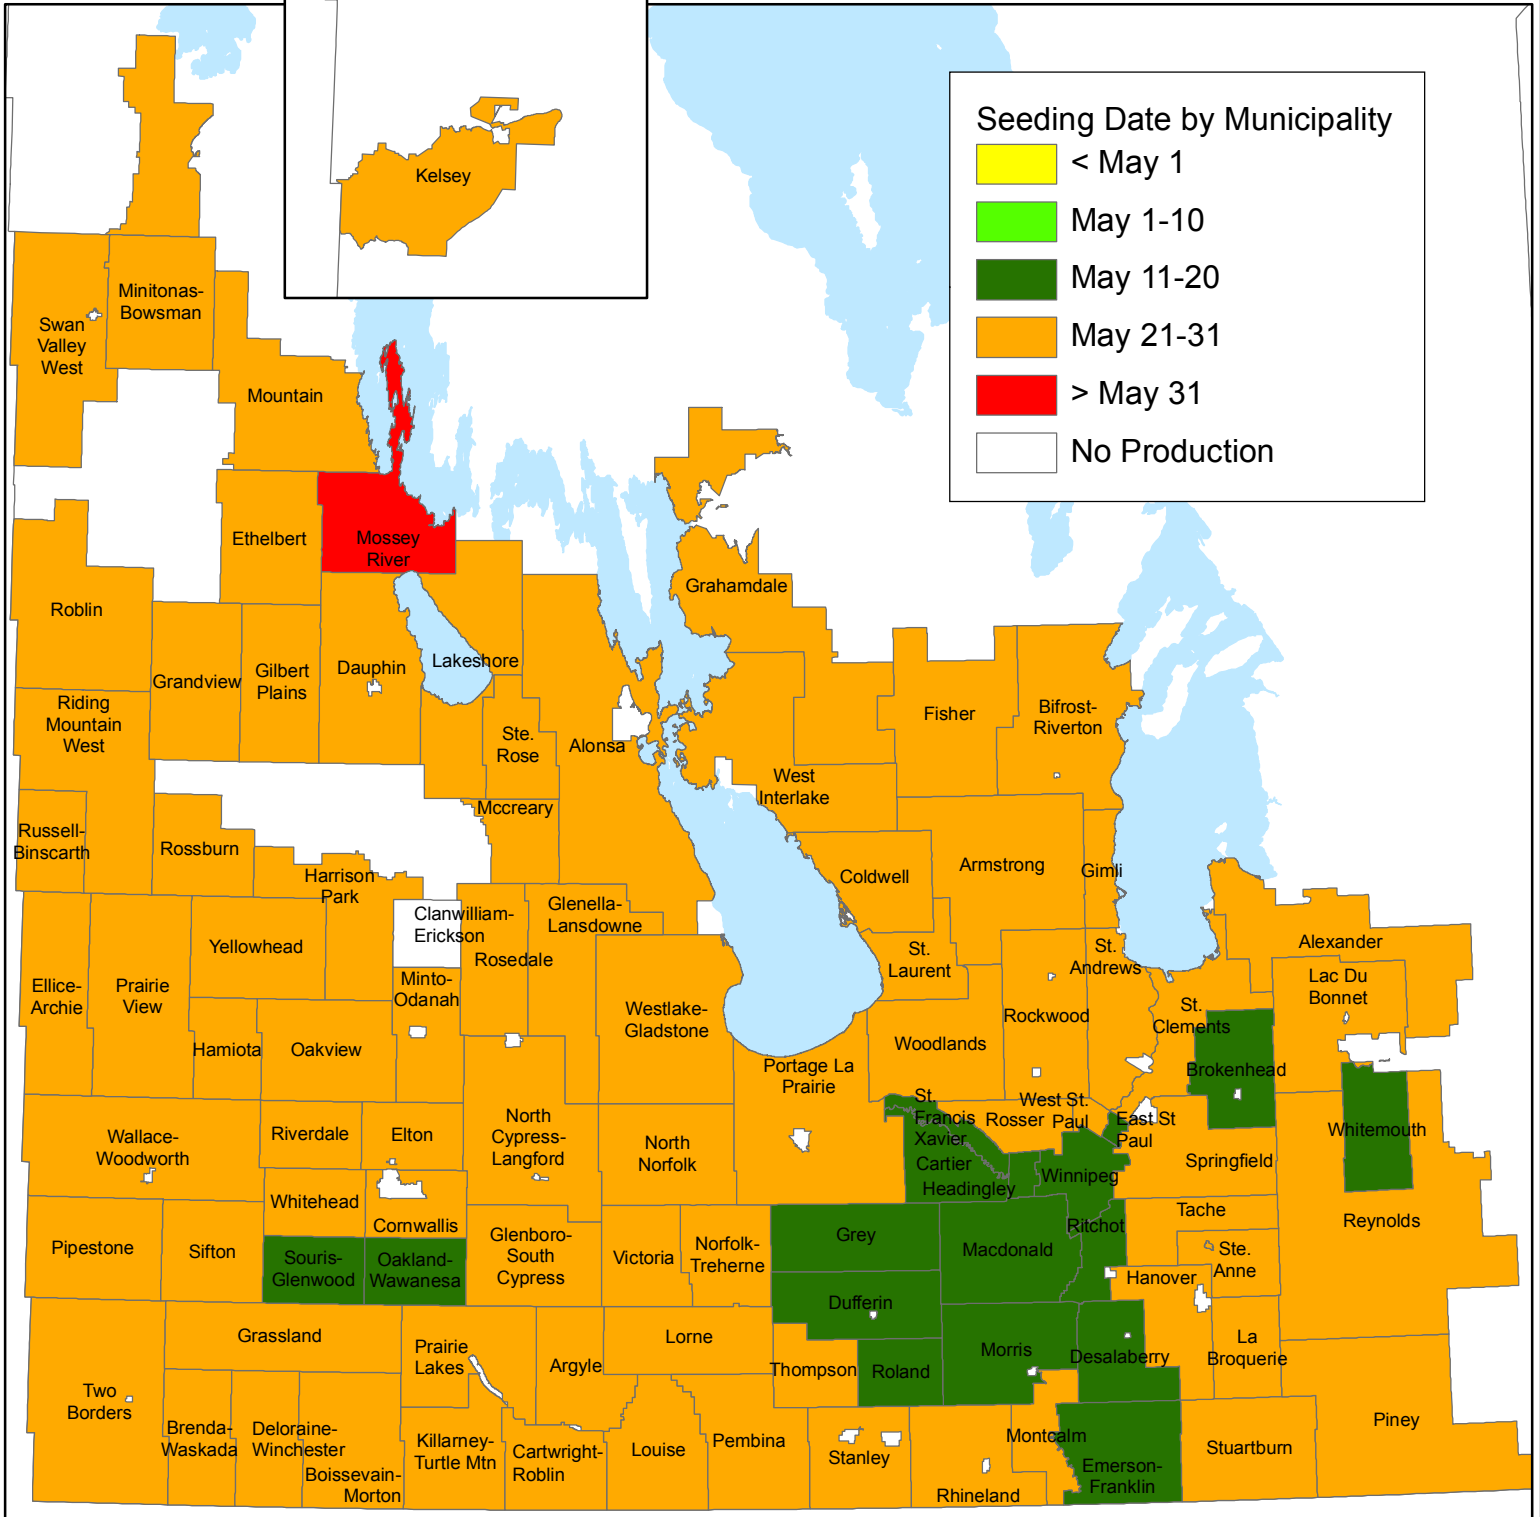 Seeding Date by Municipality
< May 1
May 1-10
May 11-20
May 21-31
> May 31
No Production
Kelsey
Minitonas-
Bowsman
Swan
Valley
West
Mountain
Ethelbert
Mossey
River
Grahamdale
Roblin
Grandview
Gilbert
Plains
Dauphin
Lakeshore
Riding
Mountain
West
Ste.
Rose
Alonsa
Fisher
Bifrost-
Riverton
West
Interlake
Mccreary
Russell-
Binscarth
Rossburn
Harrison
Park
Coldwell
Armstrong
Gimli
Clanwilliam-
Erickson
Glenella-
Lansdowne
Yellowhead
Rosedale
St.
Laurent
St.
Andrews
Alexander
Ellice-
Archie
Prairie
View
Minto-
Odanah
Westlake-
Gladstone
Rockwood
St.
Clements
Lac Du
Bonnet
Hamiota
Oakview
Woodlands
Portage La
Prairie
Brokenhead
St.
Francis
Xavier
Rosser
West St.
Paul
East St
Paul
Whitemouth
Wallace-
Woodworth
Riverdale
Elton
North
Cypress-
Langford
North
Norfolk
Cartier
Headingley
Winnipeg
Springfield
Whitehead
Cornwallis
Tache
Reynolds
Pipestone
Sifton
Souris-
Glenwood
Oakland-
Wawanesa
Glenboro-
South
Cypress
Victoria
Norfolk-
Treherne
Grey
Macdonald
Ritchot
Ste.
Anne
Hanover
Dufferin
Grassland
Prairie
Lakes
Argyle
Lorne
Thompson
Roland
Morris
Desalaberry
La
Broquerie
Two
Borders
Brenda-
Waskada
Deloraine-
Winchester
Boissevain-
Morton
Killarney-
Turtle Mtn
Cartwright-
Roblin
Louise
Pembina
Stanley
Rhineland
Montcalm
Emerson-
Franklin
Stuartburn
Piney